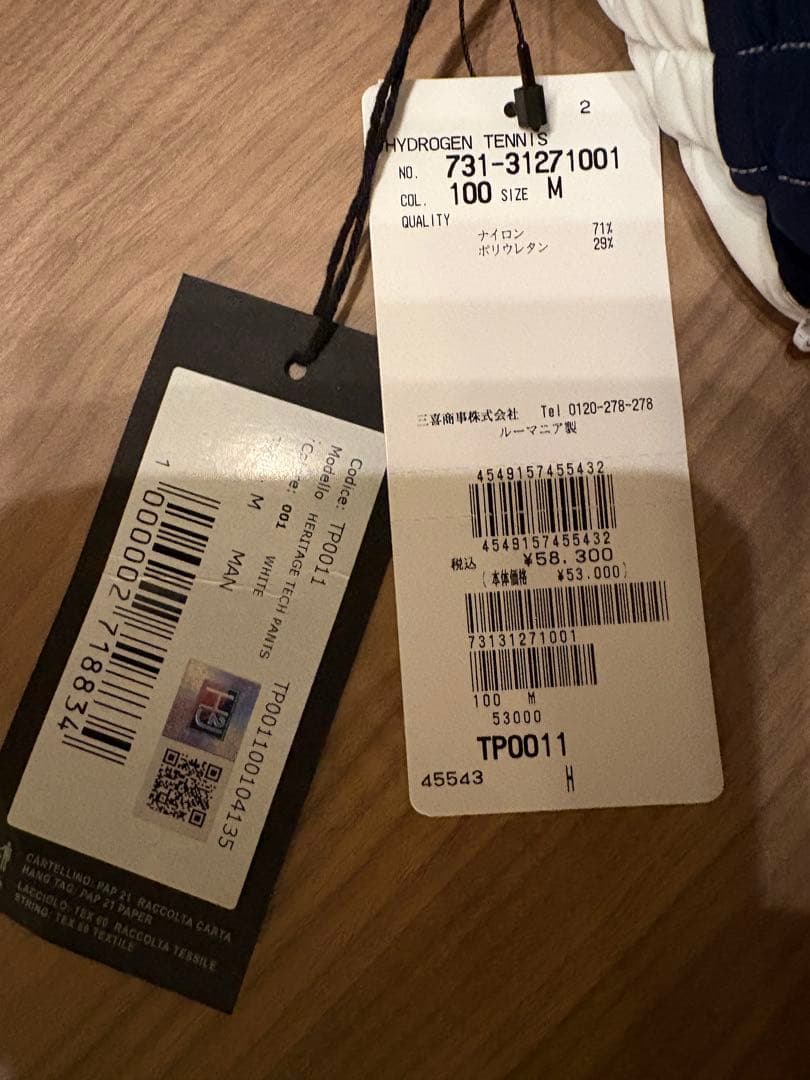 2
HYDROGEN TENNIS
NO. 731-31271001
COL. 100 SIZE M
QUALITY
ナイロン 71%
ポリウレタン 29%
三喜商事株式会社 Tel 0120-278-278
ルーマニア製
4549157455432
4549157455432
税込 ¥58.300
(本体価格 ¥53.000)
73131271001
100 M
53000
TP0011
45543 H
Codice: TP0011
Modello HERITAGE TECH PANTS
001 WHITE
M MAN
1 000002 718834
TP001100104135
H2
CARTELLINO: PAP 21 RACCOLTA CARTA
HANG TAG: PAP 21 PAPER
LACCIOLO: TEX 60 RACCOLTA TESSILE
STRING: TEX 60 TEXTILE